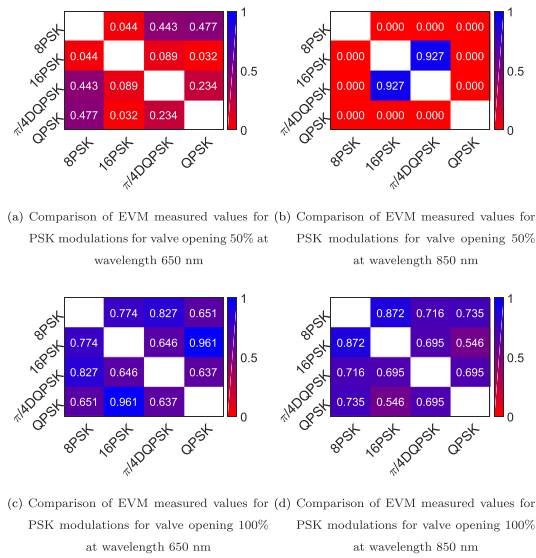 8PSK 0.044 0.443 0.477 1
16PSK 0.044 0.089 0.032
0.5
π/4DQPSK 0.443 0.089 0.234
QPSK 0.477 0.032 0.234 0
8PSK 16PSK π/4DQPSK QPSK
8PSK 0.000 0.000 0.000 1
16PSK 0.000 0.927 0.000
0.5
π/4DQPSK 0.000 0.927 0.000
QPSK 0.000 0.000 0.000 0
8PSK 16PSK π/4DQPSK QPSK
(a) Comparison of EVM measured values for
PSK modulations for valve opening 50% at
wavelength 650 nm
(b) Comparison of EVM measured values for
PSK modulations for valve opening 50%
at wavelength 850 nm
8PSK 0.774 0.827 0.651 1
16PSK 0.774 0.646 0.961
0.5
π/4DQPSK 0.827 0.646 0.637
QPSK 0.651 0.961 0.637 0
8PSK 16PSK π/4DQPSK QPSK
8PSK 0.872 0.716 0.735 1
16PSK 0.872 0.695 0.546
0.5
π/4DQPSK 0.716 0.695 0.695
QPSK 0.735 0.546 0.695 0
8PSK 16PSK π/4DQPSK QPSK
(c) Comparison of EVM measured values for
PSK modulations for valve opening 100%
at wavelength 650 nm
(d) Comparison of EVM measured values for
PSK modulations for valve opening 100%
at wavelength 850 nm